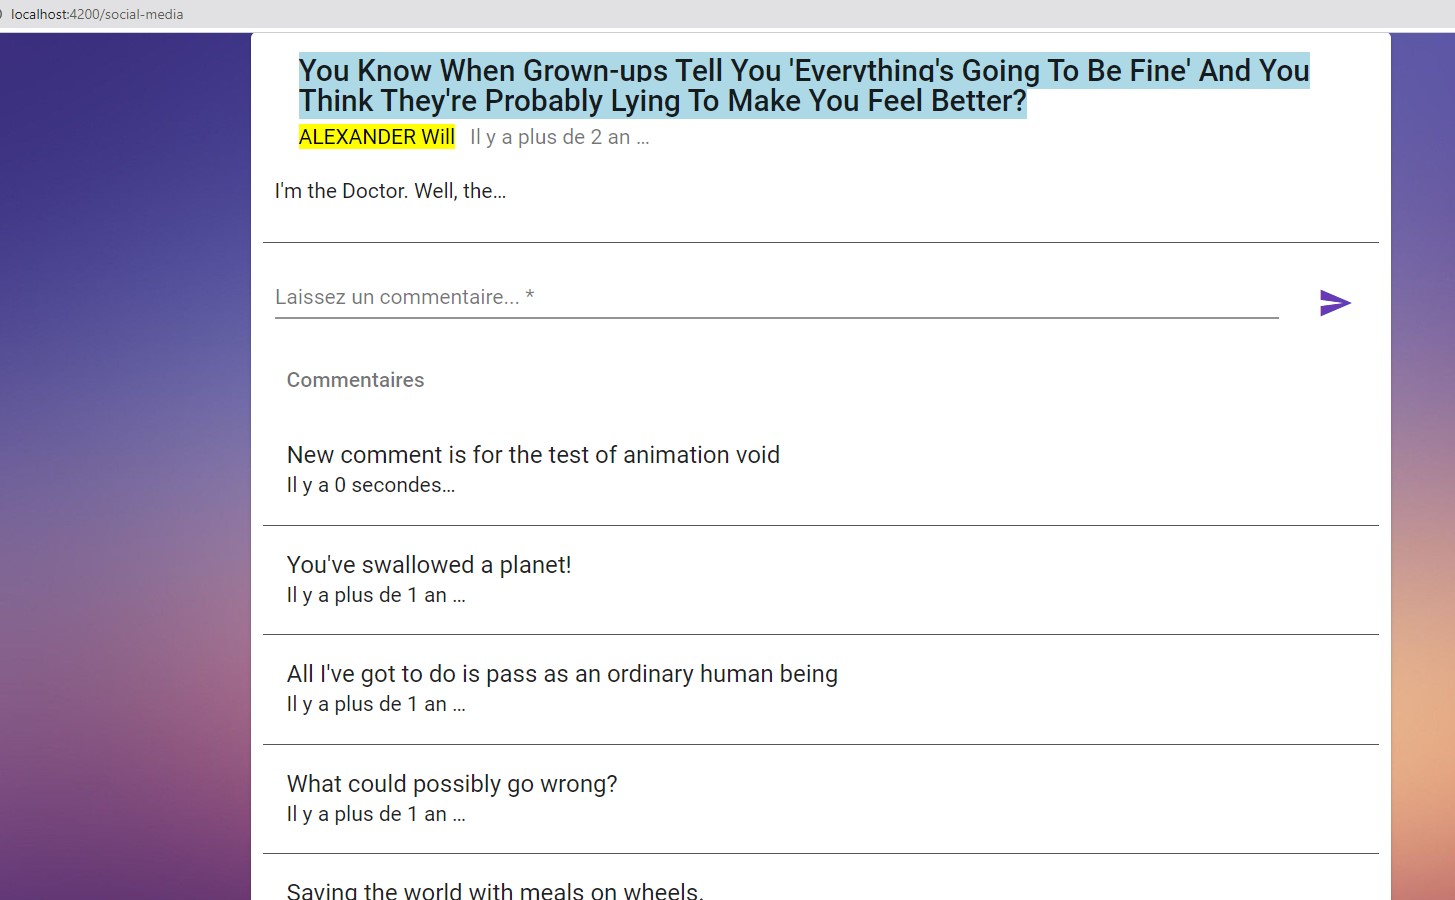 localhost:4200/social-media
You Know When Grown-ups Tell You 'Everything's Going To Be Fine' And You
Think They're Probably Lying To Make You Feel Better?
ALEXANDER Will Il y a plus de 2 an ...
I'm the Doctor. Well, the...
Laissez un commentaire... *
Commentaires
New comment is for the test of animation void
Il y a 0 secondes...
You've swallowed a planet!
Il y a plus de 1 an ...
All I've got to do is pass as an ordinary human being
Il y a plus de 1 an ...
What could possibly go wrong?
Il y a plus de 1 an ...
Saving the world with meals on wheels.